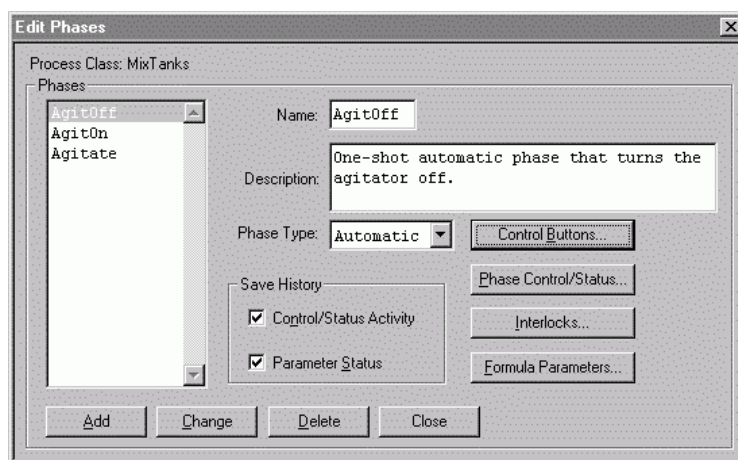 Edit Phases
Process Class: MixTanks
Phases
AgitOff
AgitOn
Agitate
Name: AgitOff
Description: One-shot automatic phase that turns the
agitator off.
Phase Type: Automatic
Control Buttons...
Save History
Phase Control/Status...
Control/Status Activity
Interlocks...
Parameter Status
Formula Parameters...
Add Change Delete Close